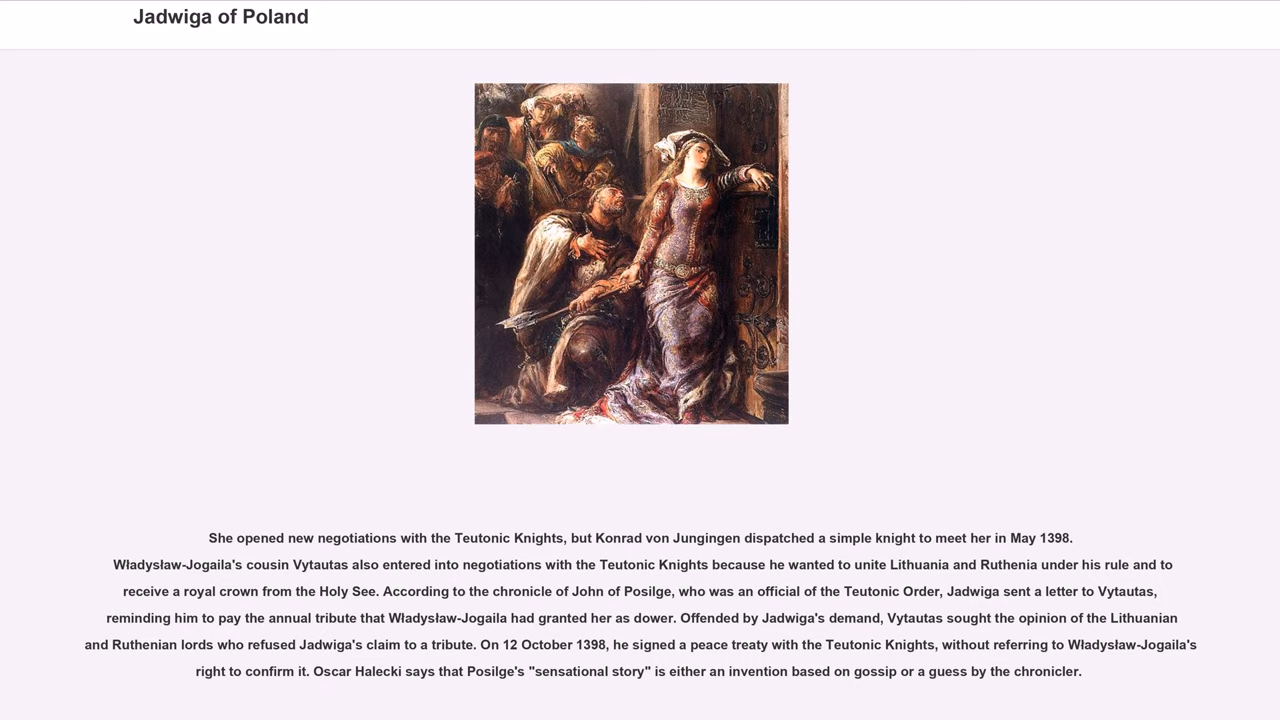 Jadwiga of Poland
She opened new negotiations with the Teutonic Knights, but Konrad von Jungingen dispatched a simple knight to meet her in May 1398.
Władysław-Jogaila's cousin Vytautas also entered into negotiations with the Teutonic Knights because he wanted to unite Lithuania and Ruthenia under his rule and to
receive a royal crown from the Holy See. According to the chronicle of John of Posilge, who was an official of the Teutonic Order, Jadwiga sent a letter to Vytautas,
reminding him to pay the annual tribute that Władysław-Jogaila had granted her as dower. Offended by Jadwiga's demand, Vytautas sought the opinion of the Lithuanian
and Ruthenian lords who refused Jadwiga's claim to a tribute. On 12 October 1398, he signed a peace treaty with the Teutonic Knights, without referring to Władysław-Jogaila's
right to confirm it. Oscar Halecki says that Posilge's "sensational story" is either an invention based on gossip or a guess by the chronicler.